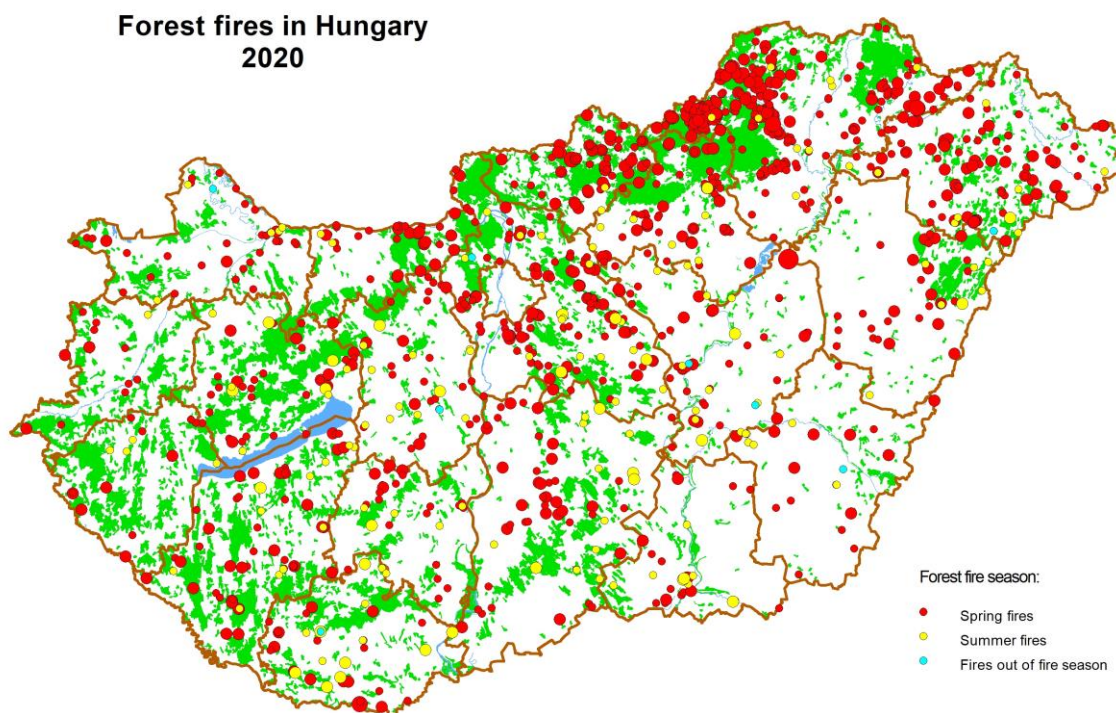 Forest fires in Hungary
2020
Forest fire season:
Spring fires
Summer fires
Fires out of fire season